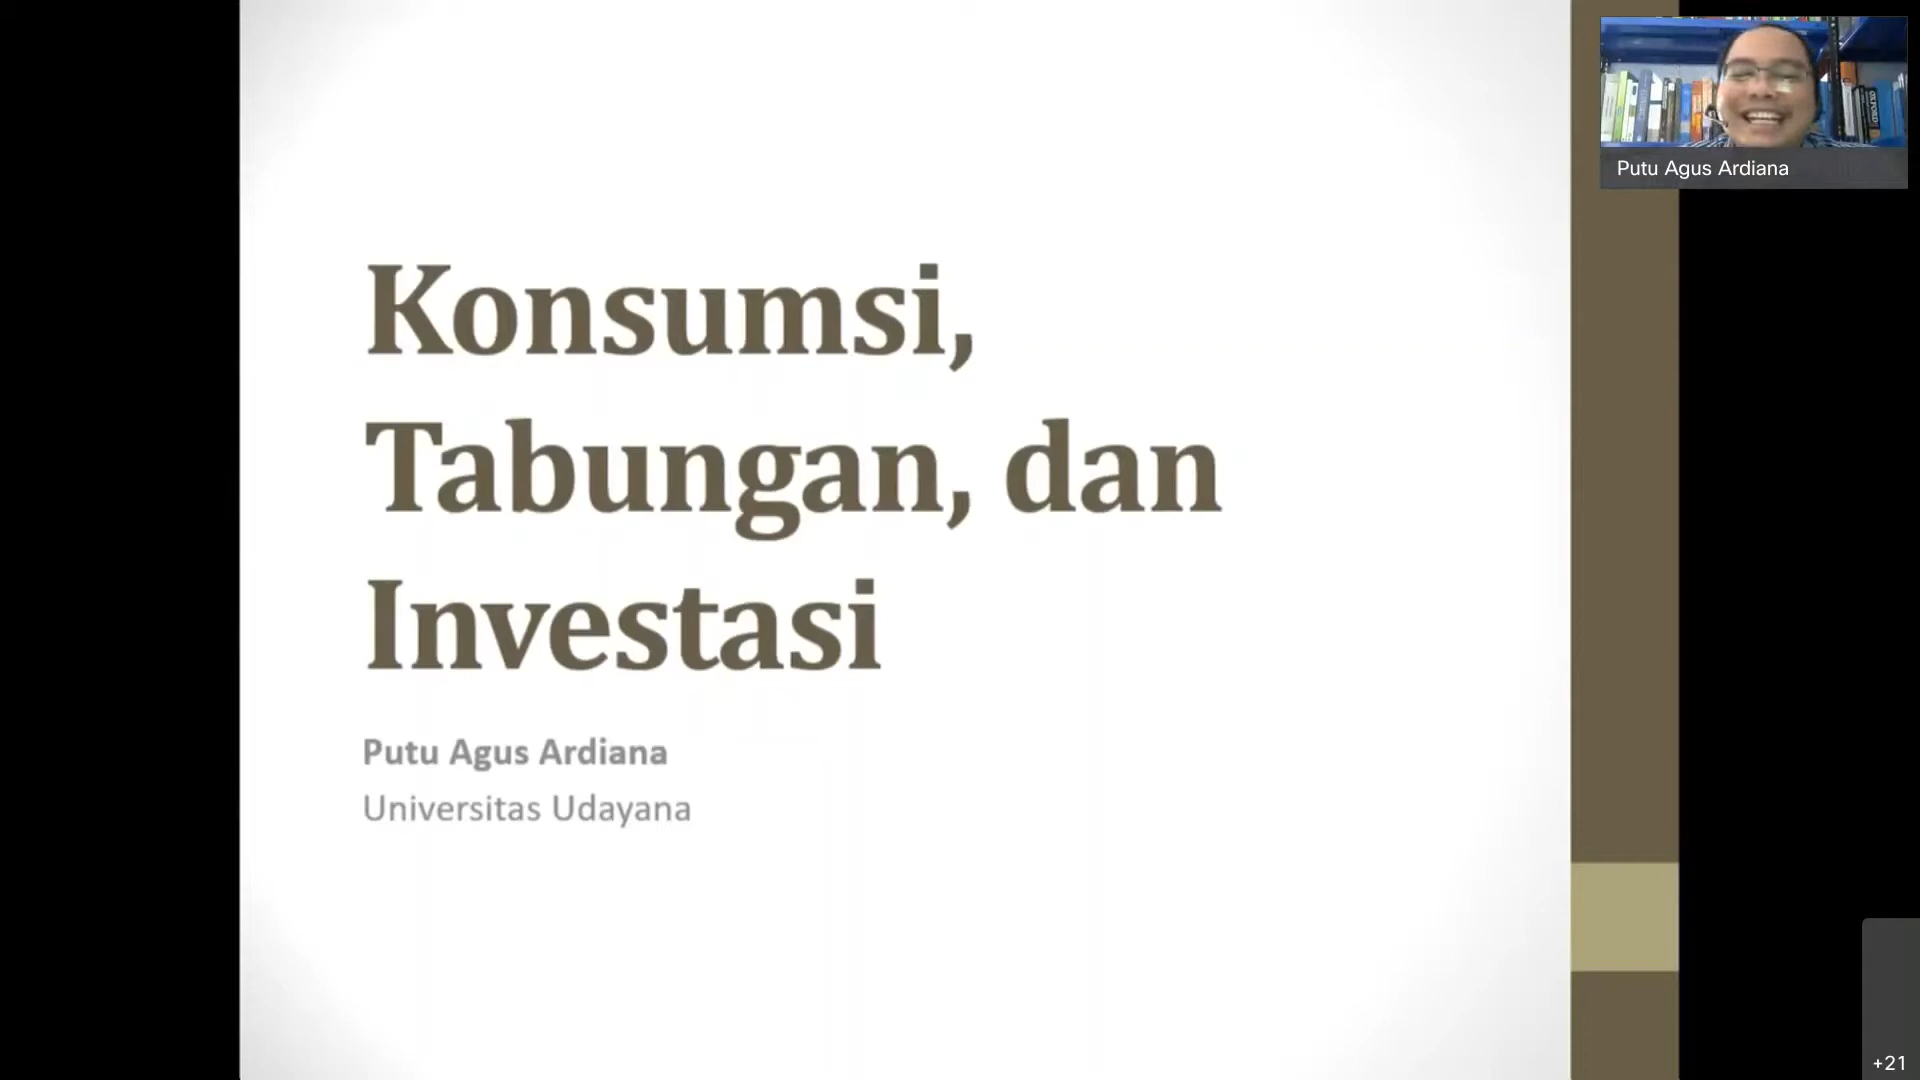 Konsumsi,
Tabungan, dan
Investasi
Putu Agus Ardiana
Universitas Udayana
Putu Agus Ardiana
+21